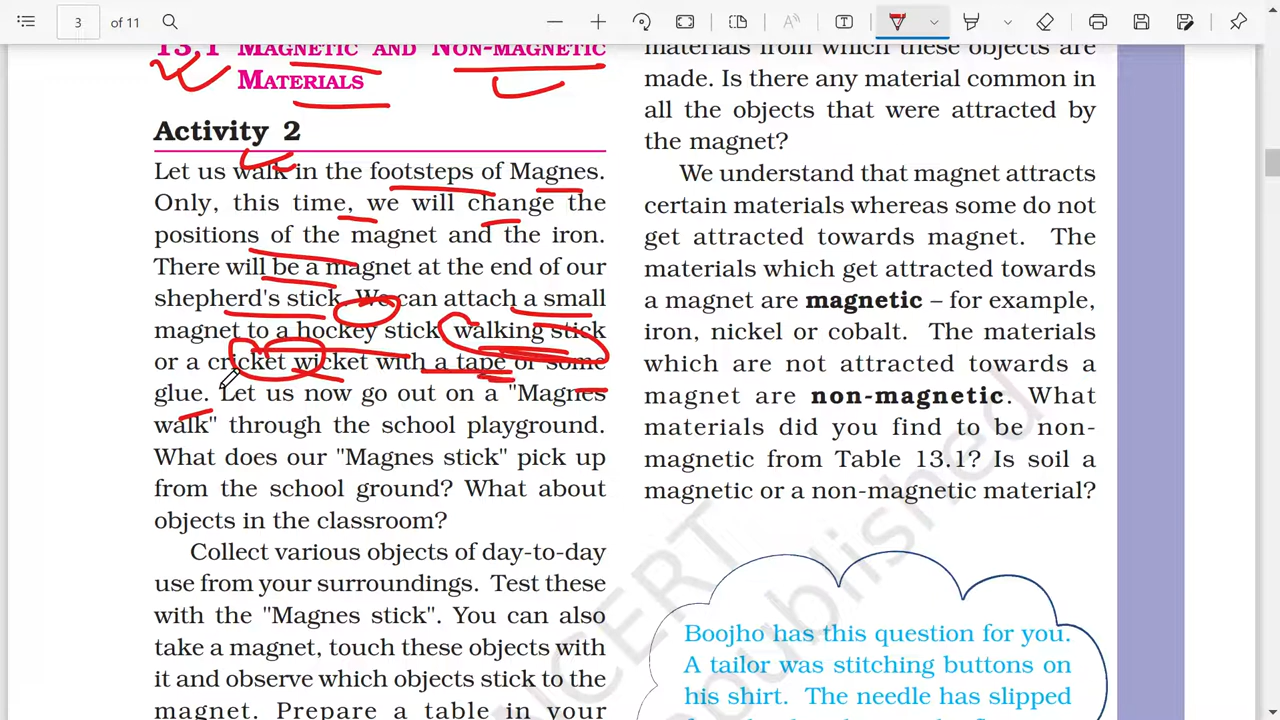 3 of 11
13.1 MAGNETIC AND NON-MAGNETIC
MATERIALS
Activity 2
Let us walk in the footsteps of Magnes.
Only, this time, we will change the
positions of the magnet and the iron.
There will be a magnet at the end of our
shepherd's stick. We can attach a small
magnet to a hockey stick, walking stick
or a cricket wicket with a tape or some
glue. Let us now go out on a "Magnes
walk" through the school playground.
What does our "Magnes stick" pick up
from the school ground? What about
objects in the classroom?
Collect various objects of day-to-day
use from your surroundings. Test these
with the "Magnes stick". You can also
take a magnet, touch these objects with
it and observe which objects stick to the
magnet. Prepare a table in your
materials from which these objects are
made. Is there any material common in
all the objects that were attracted by
the magnet?
We understand that magnet attracts
certain materials whereas some do not
get attracted towards magnet. The
materials which get attracted towards
a magnet are magnetic – for example,
iron, nickel or cobalt. The materials
which are not attracted towards a
magnet are non-magnetic. What
materials did you find to be non-
magnetic from Table 13.1? Is soil a
magnetic or a non-magnetic material?
Boojho has this question for you.
A tailor was stitching buttons on
his shirt. The needle has slipped
NCERT
published